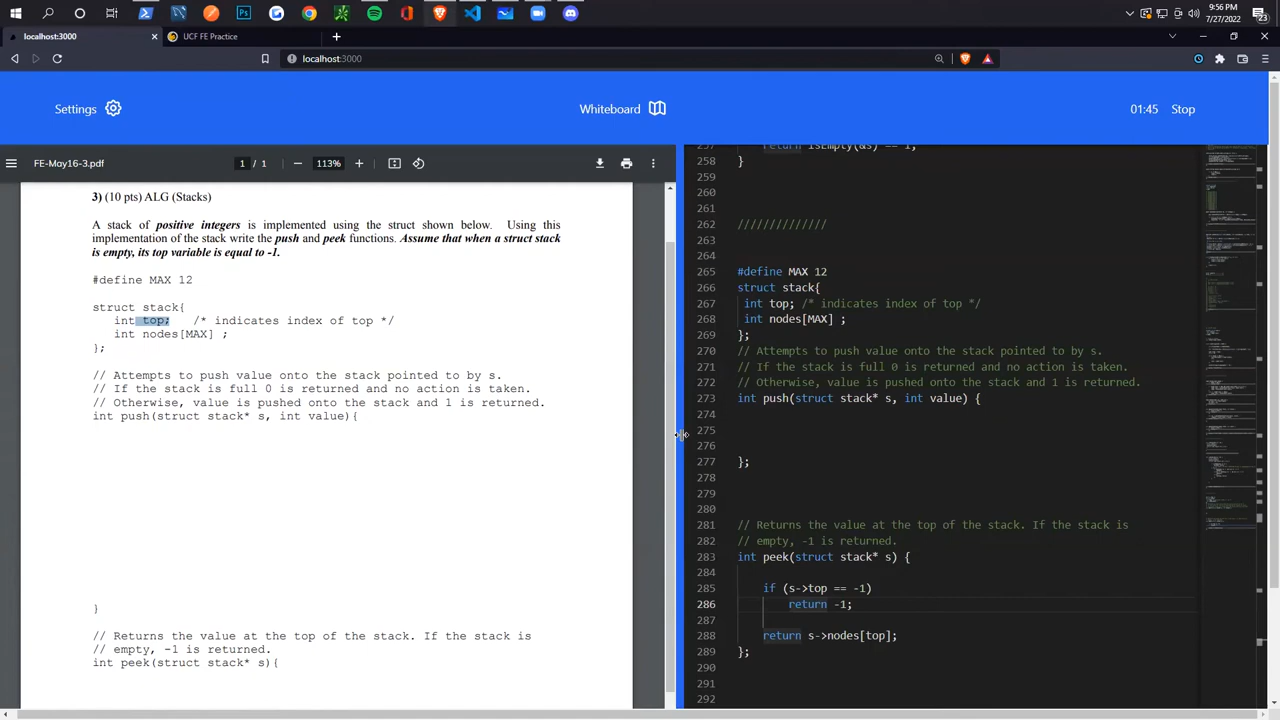 9:56 PM
7/27/2022
23
localhost:3000
UCF FE Practice
localhost:3000
Settings
Whiteboard
01:45 Stop
FE-May16-3.pdf
1 / 1
113%
3) (10 pts) ALG (Stacks)
A stack of positive integers is implemented using the struct shown below. Using this
implementation of the stack write the push and peek functions. Assume that when a struct stack
is empty, its top variable is equal to -1.
#define MAX 12
struct stack{
int top; /* indicates index of top */
int nodes[MAX] ;
};
// Attempts to push value onto the stack pointed to by s.
// If the stack is full 0 is returned and no action is taken.
// Otherwise, value is pushed onto the stack and 1 is returned.
int push(struct stack* s, int value){
}
// Returns the value at the top of the stack. If the stack is
// empty, -1 is returned.
int peek(struct stack* s){
257 return isEmpty(&s) == 1;
258 }
259
260
261
262 //////////////
263
264
265 #define MAX 12
266 struct stack{
267 int top; /* indicates index of top */
268 int nodes[MAX] ;
269 };
270 // Attempts to push value onto the stack pointed to by s.
271 // If the stack is full 0 is returned and no action is taken.
272 // Otherwise, value is pushed onto the stack and 1 is returned.
273 int push(struct stack* s, int value) {
274
275
276
277 };
278
279
280
281 // Returns the value at the top of the stack. If the stack is
282 // empty, -1 is returned.
283 int peek(struct stack* s) {
284
285 if (s->top == -1)
286 return -1;
287
288 return s->nodes[top];
289 };
290
291
292